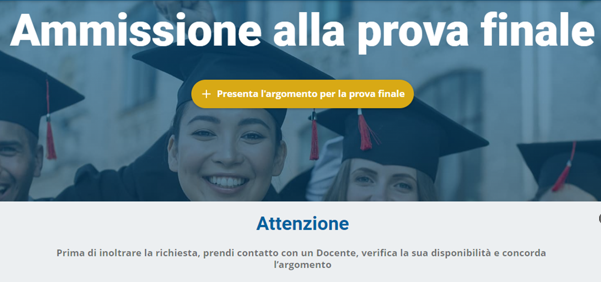 Ammissione alla prova finale
+ Presenta l'argomento per la prova finale
Attenzione
Prima di inoltrare la richiesta, prendi contatto con un Docente, verifica la sua disponibilità e concorda
l'argomento